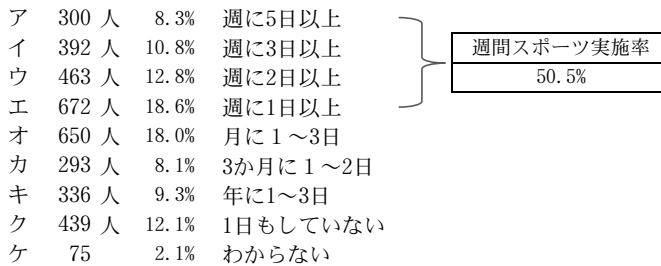 ア 300 人 8.3% 週に5日以上
イ 392 人 10.8% 週に3日以上
ウ 463 人 12.8% 週に2日以上
エ 672 人 18.6% 週に1日以上
オ 650 人 18.0% 月に１～3日
カ 293 人 8.1% 3か月に１～2日
キ 336 人 9.3% 年に1～3日
ク 439 人 12.1% 1日もしていない
ケ 75 2.1% わからない
週間スポーツ実施率
50.5%